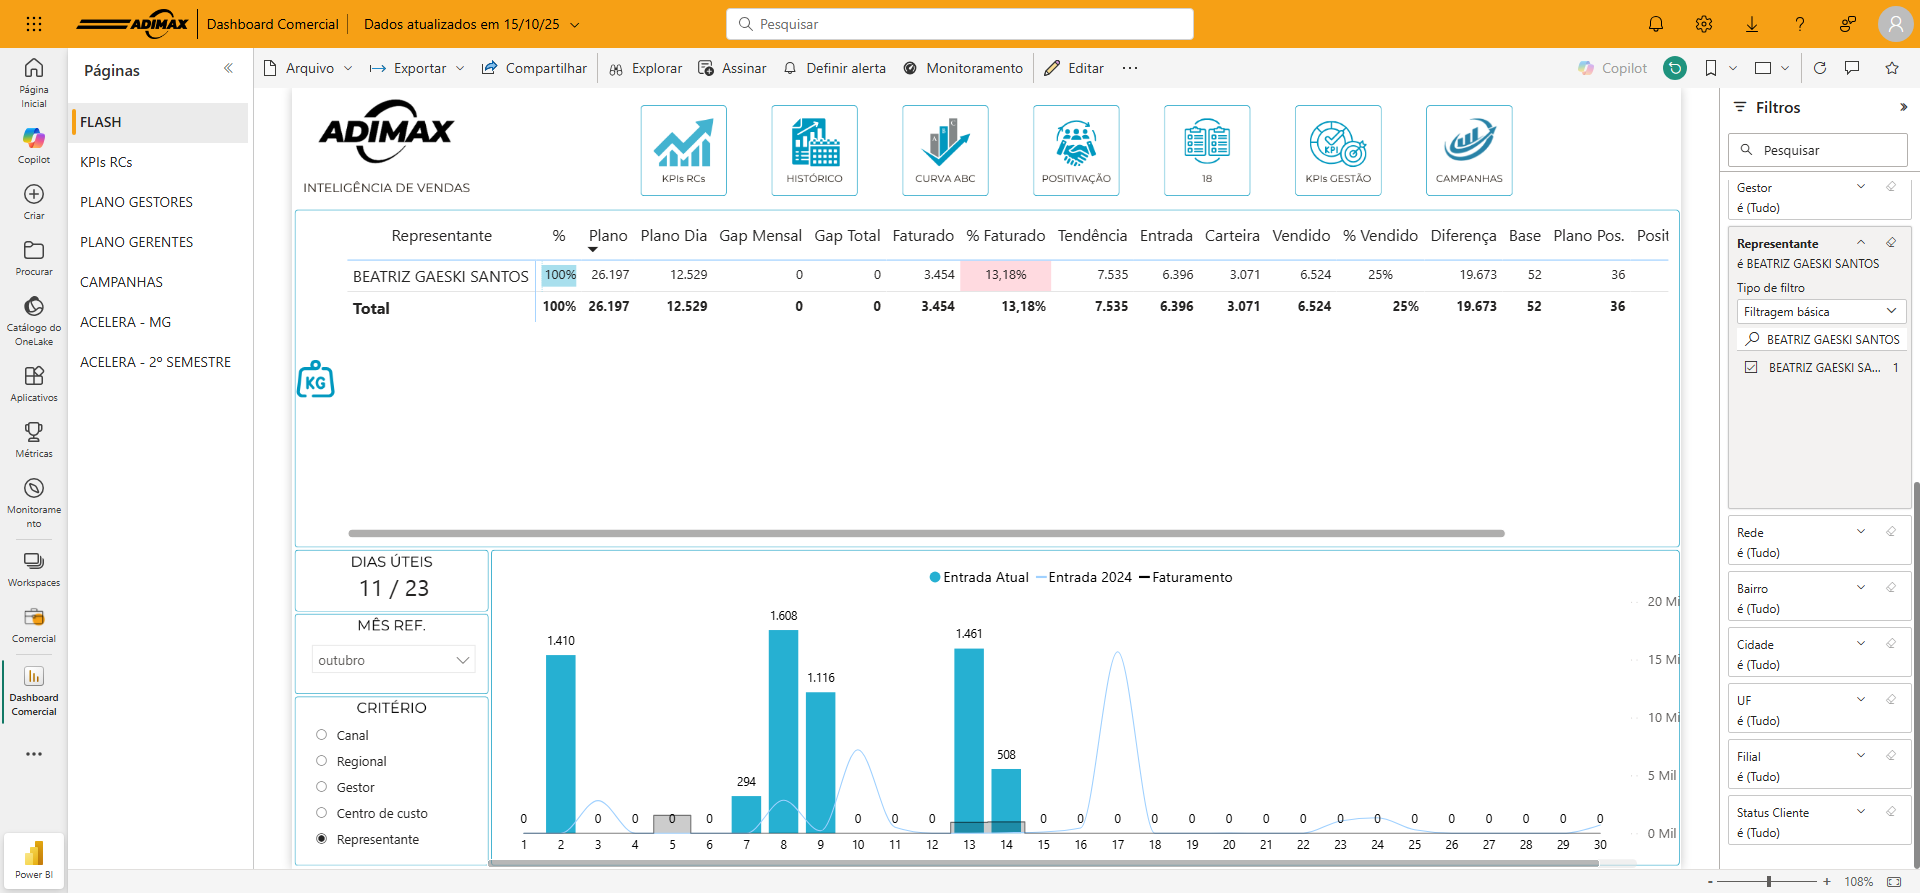 ADIMAX
Dashboard Comercial
Dados atualizados em 15/10/25
Pesquisar
Página Inicial
Copilot
Criar
Procurar
Catálogo do OneLake
Aplicativos
Métricas
Monitoramento
Workspaces
Comercial
Dashboard Comercial
Power BI
Páginas
FLASH
KPIs RCs
PLANO GESTORES
PLANO GERENTES
CAMPANHAS
ACELERA - MG
ACELERA - 2º SEMESTRE
Arquivo Exportar Compartilhar Explorar Assinar Definir alerta Monitoramento Editar Copilot
ADIMAX
INTELIGÊNCIA DE VENDAS
KPIs RCs
HISTÓRICO
A B C
CURVA ABC
POSITIVAÇÃO
18
KPI
KPIs GESTÃO
CAMPANHAS
Representante % Plano Plano Dia Gap Mensal Gap Total Faturado % Faturado Tendência Entrada Carteira Vendido % Vendido Diferença Base Plano Pos. Posit
BEATRIZ GAESKI SANTOS 100% 26.197 12.529 0 0 3.454 13,18% 7.535 6.396 3.071 6.524 25% 19.673 52 36
Total 100% 26.197 12.529 0 0 3.454 13,18% 7.535 6.396 3.071 6.524 25% 19.673 52 36
KG
DIAS ÚTEIS
11 / 23
MÊS REF.
outubro
CRITÉRIO
Canal
Regional
Gestor
Centro de custo
Representante
Entrada Atual Entrada 2024 Faturamento
20 Mi
15 Mi
10 Mi
5 Mil
0 Mil
0 1.410 0 0 0 0 294 1.608 1.116 0 0 0 1.461 508 0 0 0 0 0 0 0 0 0 0 0 0 0 0 0 0
1 2 3 4 5 6 7 8 9 10 11 12 13 14 15 16 17 18 19 20 21 22 23 24 25 26 27 28 29 30
Filtros
Pesquisar
Gestor
é (Tudo)
Representante
é BEATRIZ GAESKI SANTOS
Tipo de filtro
Filtragem básica
BEATRIZ GAESKI SANTOS
BEATRIZ GAESKI SA... 1
Rede
é (Tudo)
Bairro
é (Tudo)
Cidade
é (Tudo)
UF
é (Tudo)
Filial
é (Tudo)
Status Cliente
é (Tudo)
- + 108%